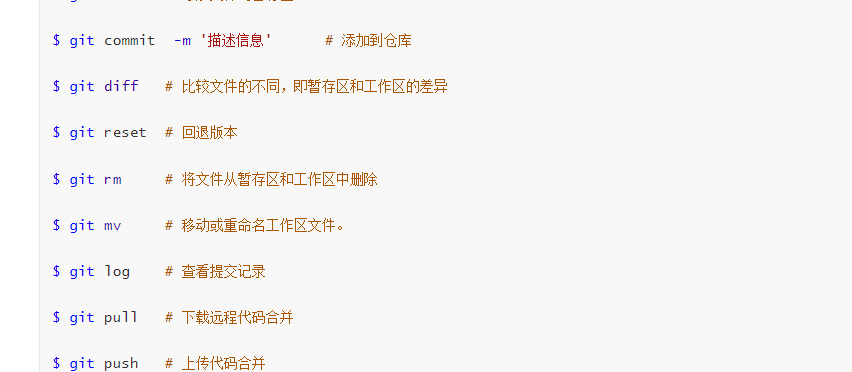 $ git commit  -m '描述信息'      # 添加到仓库
$ git diff   # 比较文件的不同，即暂存区和工作区的差异
$ git reset  # 回退版本
$ git rm     # 将文件从暂存区和工作区中删除
$ git mv     # 移动或重命名工作区文件。
$ git log    # 查看提交记录
$ git pull   # 下载远程代码合并
$ git push   # 上传代码合并